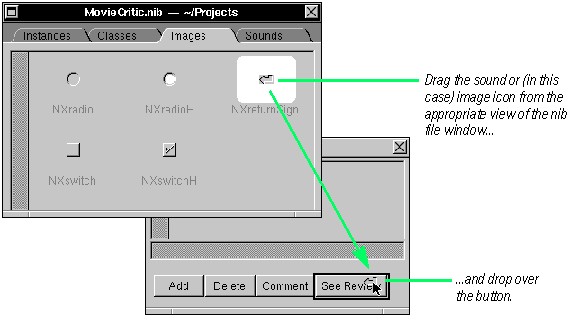 MovieCritic.nib — ~/Projects
Instances
Classes
Images
Sounds
NXradio
NXradioH
NXreturnSign
NXswitch
NXswitchH
Drag the sound or (in this
case) image icon from the
appropriate view of the nib
file window...
Add
Delete
Comment
See Review
...and drop over
the button.